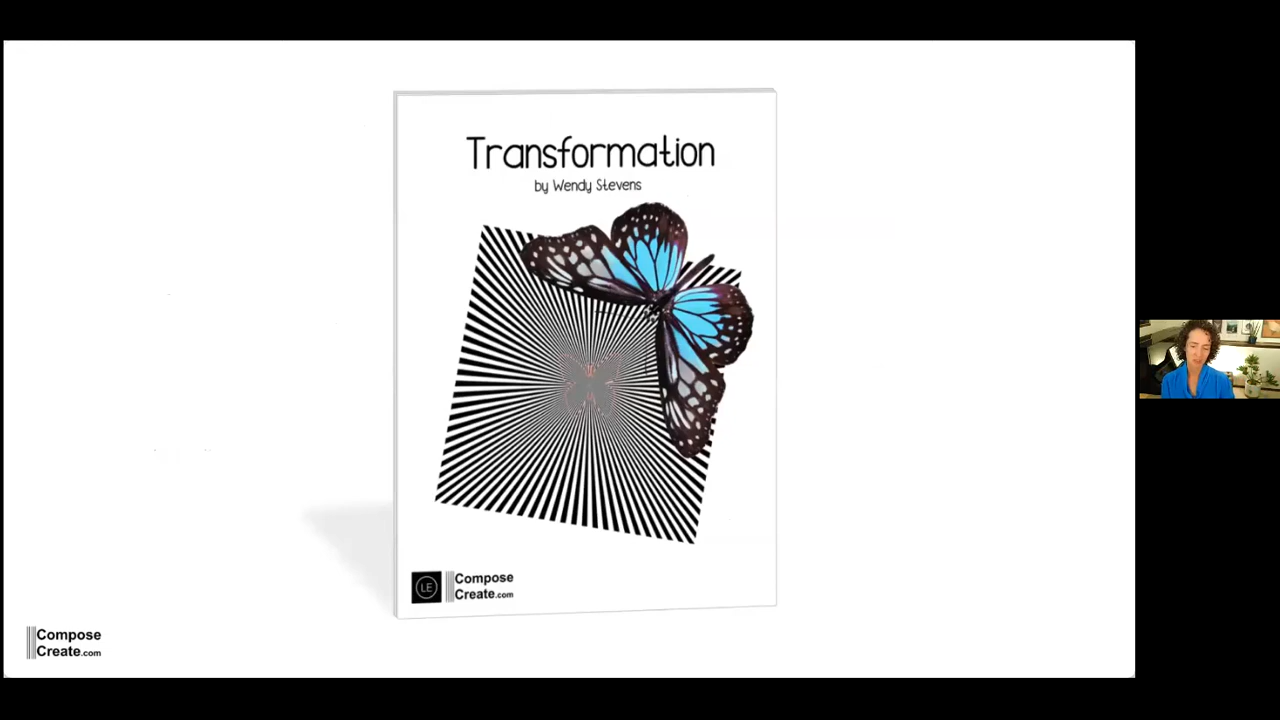 Transformation
by Wendy Stevens
LE
Compose
Create.com
Compose
Create.com